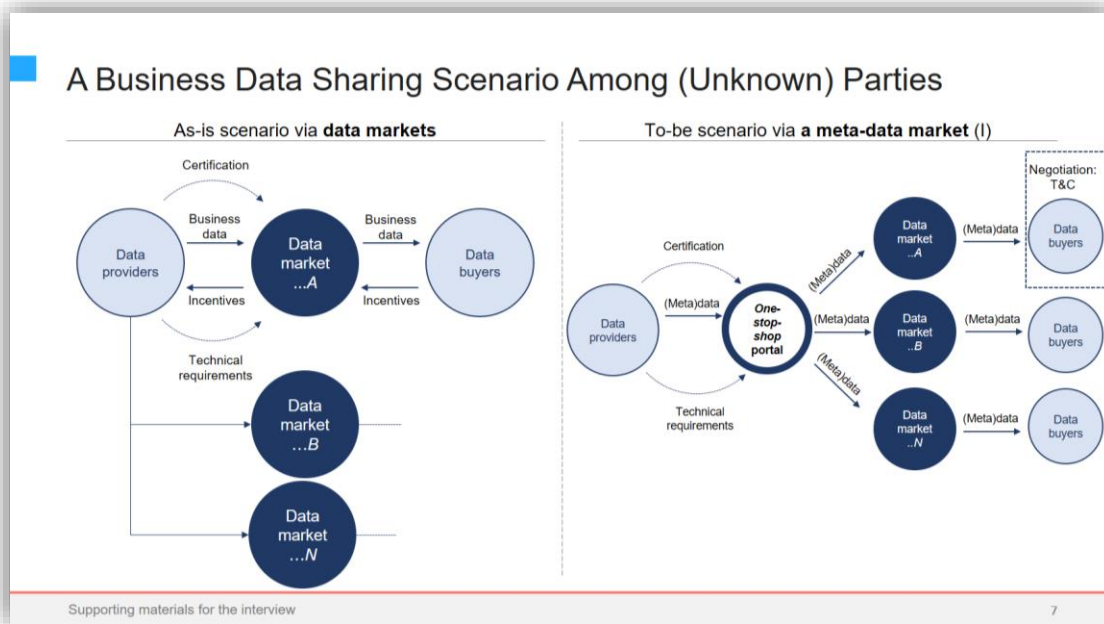 A Business Data Sharing Scenario Among (Unknown) Parties
As-is scenario via data markets
Certification
Data
providers
Business
data
Incentives
Data
market
...A
Business
data
Incentives
Data
buyers
Technical
requirements
Data
market
...B
Data
market
...N
To-be scenario via a meta-data market (I)
Negotiation:
T&C
Certification
Data
providers
(Meta)data
One-
stop-
shop
portal
Technical
requirements
(Meta)data
Data
market
..A
(Meta)data
Data
buyers
(Meta)data
Data
market
..B
(Meta)data
Data
buyers
(Meta)data
Data
market
..N
(Meta)data
Data
buyers
Supporting materials for the interview
7